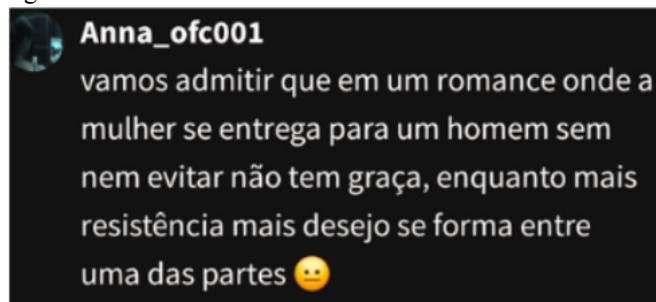 Anna_ofc001
vamos admitir que em um romance onde a
mulher se entrega para um homem sem
nem evitar não tem graça, enquanto mais
resistência mais desejo se forma entre
uma das partes 😐